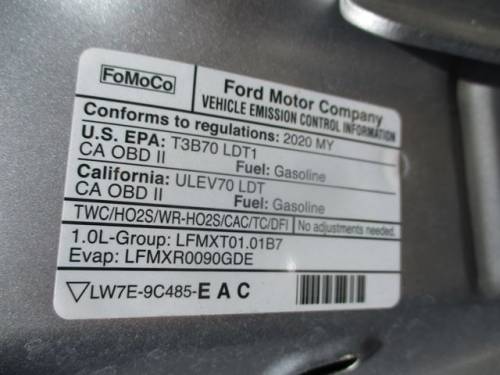 FoMoCo
Ford Motor Company
VEHICLE EMISSION CONTROL INFORMATION
Conforms to regulations: 2020 MY
U.S. EPA: T3B70 LDT1
CA OBD II Fuel: Gasoline
California: ULEV70 LDT
CA OBD II Fuel: Gasoline
TWC/HO2S/WR-HO2S/CAC/TC/DFI No adjustments needed.
1.0L-Group: LFMXT01.01B7
Evap: LFMXR0090GDE
▽LW7E-9C485-E A C